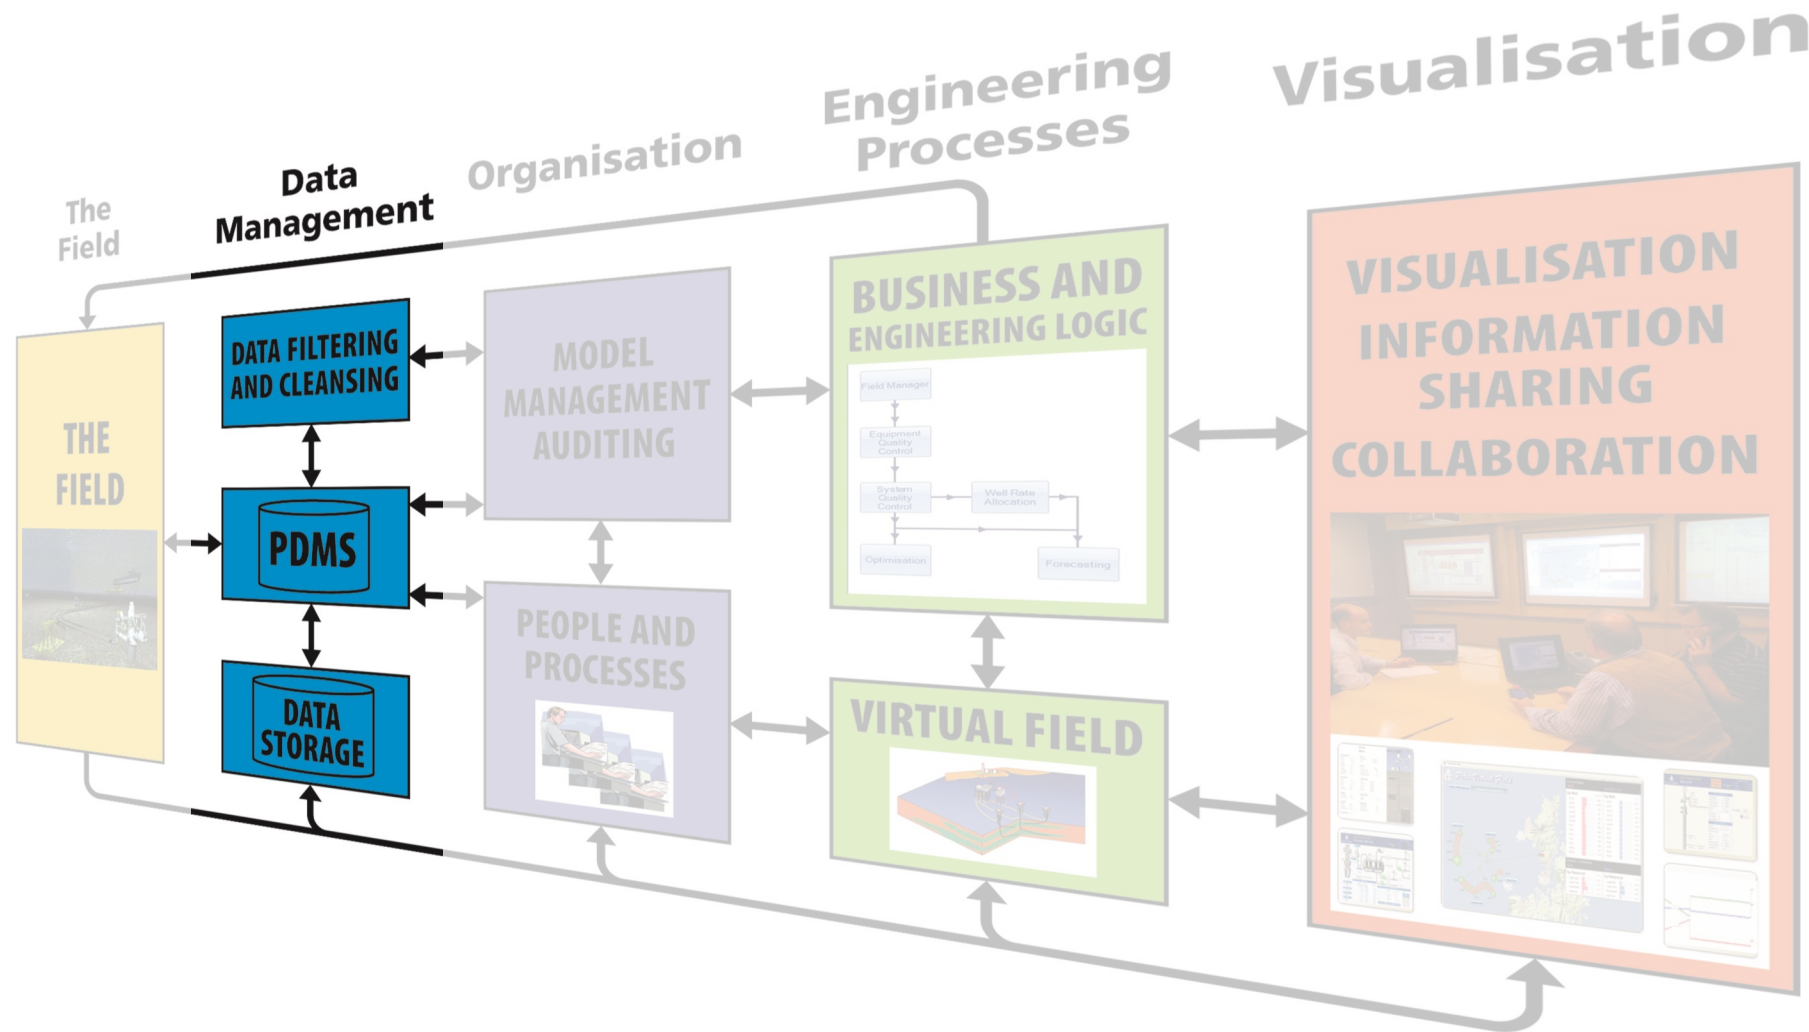 The
Field
Data
Management
Organisation
Engineering
Processes
Visualisation
THE
FIELD
DATA FILTERING
AND CLEANSING
PDMS
DATA
STORAGE
MODEL
MANAGEMENT
AUDITING
PEOPLE AND
PROCESSES
BUSINESS AND
ENGINEERING LOGIC
Field Manager
Equipment
Quality
Control
System
Quality
Control
Well Rate
Allocation
Optimisation
Forecasting
VIRTUAL FIELD
VISUALISATION
INFORMATION
SHARING
COLLABORATION